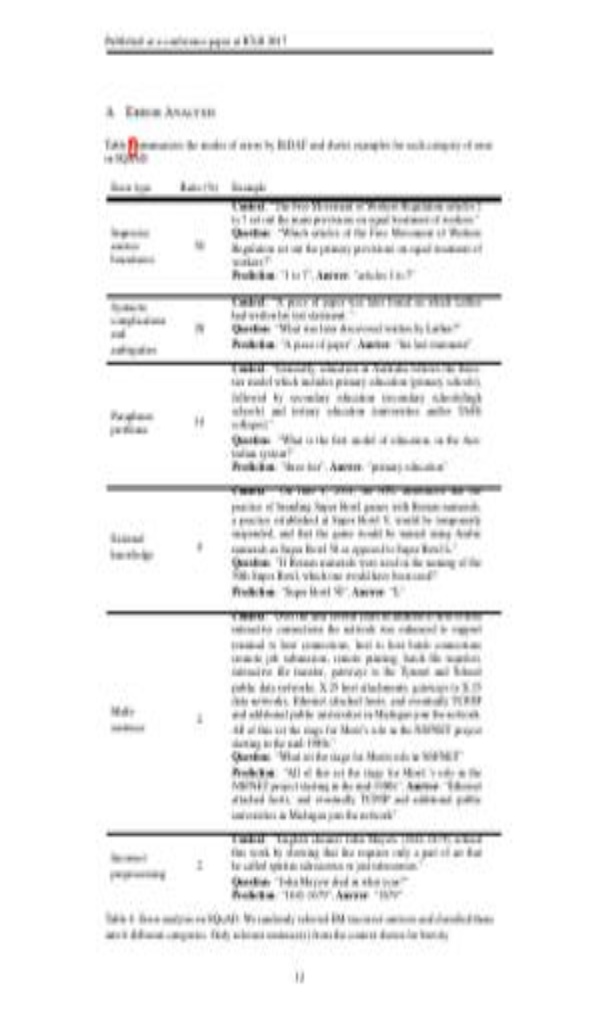 Published as a conference paper at ICLR 2017
A ERROR ANALYSIS
Table summarizes the modes of errors by BiDAF and shows examples for each category of error
in SQuAD.
Error type Ratio (%) Example
Context: "The Free Movement of Workers Regulation articles 1
to 7 set out the main provisions on equal treatment of workers."
Imprecise
answer
boundaries
50
Question: "Which articles of the Free Movement of Workers
Regulation set out the primary provisions on equal treatment of
workers?"
Prediction: "1 to 7", Answer: "articles 1 to 7"
Syntactic
complications
and
ambiguities
28
Context: "A piece of paper was later found on which Luther
had written his last statement."
Question: "What was later discovered written by Luther?"
Prediction: "A piece of paper", Answer: "his last statement"
Paraphrase
problems
14
Context: "Generally, education in Australia follows the three-
tier model which includes primary education (primary schools),
followed by secondary education (secondary schools/high
schools) and tertiary education (universities and/or TAFE
colleges)."
Question: "What is the first model of education, in the Aus-
tralian system?"
Prediction: "three-tier", Answer: "primary education"
External
knowledge
4
Context: "On June 4, 2014, the NFL announced that the
practice of branding Super Bowl games with Roman numerals,
a practice established at Super Bowl V, would be temporarily
suspended, and that the game would be named using Arabic
numerals as Super Bowl 50 as opposed to Super Bowl L."
Question: "If Roman numerals were used in the naming of the
50th Super Bowl, which one would have been used?"
Prediction: "Super Bowl 50", Answer: "L"
Multi-
sentence
2
Context: "Over the next several years in addition to host to host
interactive connections the network was enhanced to support
terminal to host connections, host to host batch connections
(remote job submission, remote printing, batch file transfer),
interactive file transfer, gateways to the Tymnet and Telenet
public data networks, X.25 host attachments, gateways to X.25
data networks, Ethernet attached hosts, and eventually TCP/IP
and additional public universities in Michigan join the network.
All of this set the stage for Merit's role in the NSFNET project
starting in the mid-1980s."
Question: "What set the stage for Merits role in NSFNET"
Prediction: "All of this set the stage for Merit 's role in the
NSFNET project starting in the mid-1980s", Answer: "Ethernet
attached hosts, and eventually TCP/IP and additional public
universities in Michigan join the network"
Incorrect
preprocessing
2
Context: "English chemist John Mayow (1641-1679) refined
this work by showing that fire requires only a part of air that
he called spiritus nitroaereus or just nitroaereus."
Question: "John Mayow died in what year?"
Prediction: "1641-1679", Answer: "1679"
Table 4: Error analysis on SQuAD. We randomly selected EM-incorrect answers and classified them
into 6 different categories. Only relevant sentence(s) from the context shown for brevity.
12